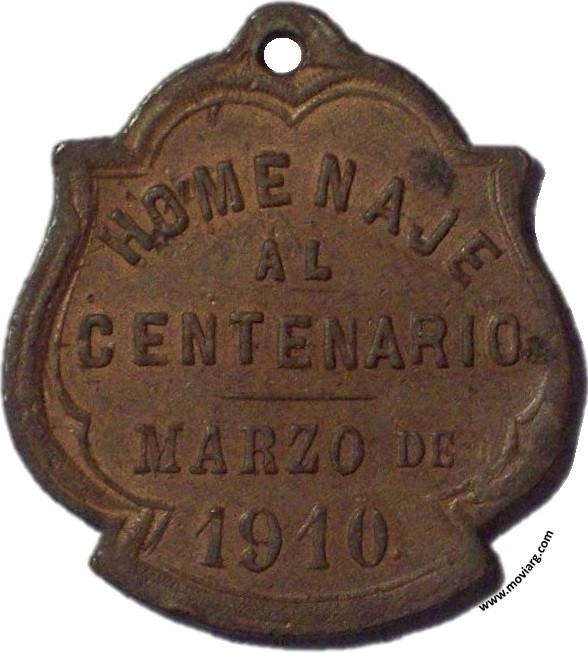 HOMENAJE
AL
CENTENARIO
MARZO DE
1910.
www.moviarg.com